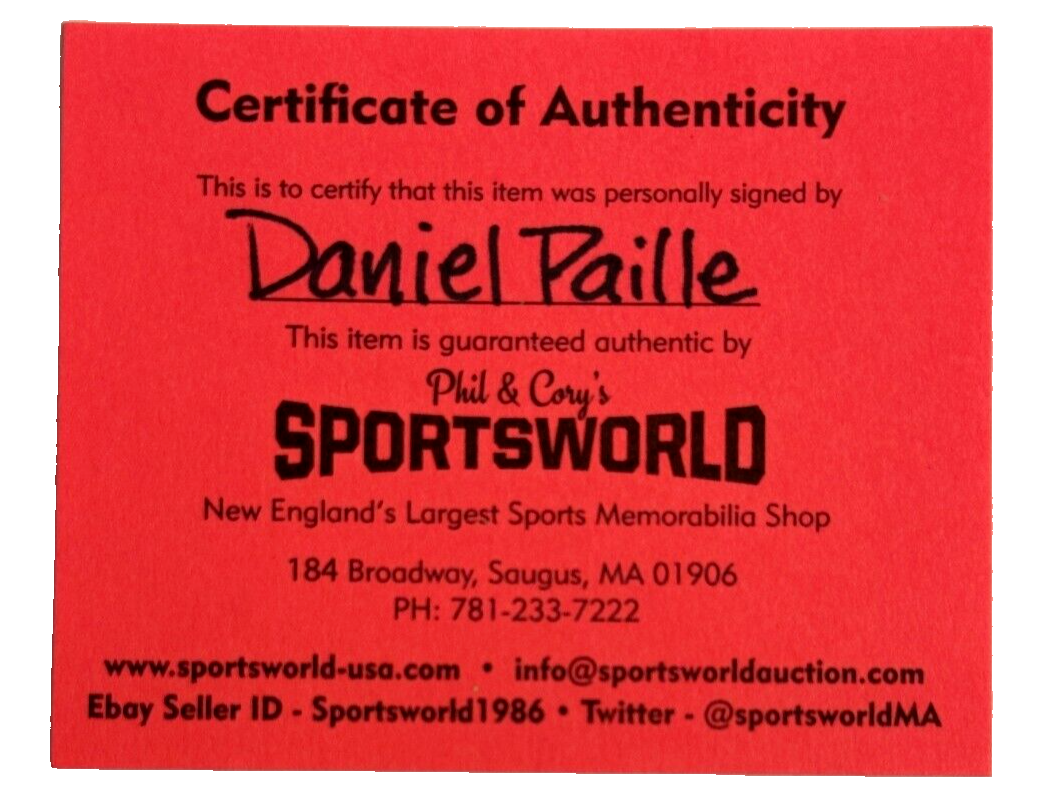 Certificate of Authenticity
This is to certify that this item was personally signed by
Daniel Paille
This item is guaranteed authentic by
Phil & Cory's
SPORTSWORLD
New England's Largest Sports Memorabilia Shop
184 Broadway, Saugus, MA 01906
PH: 781-233-7222
www.sportsworld-usa.com • info@sportsworldauction.com
Ebay Seller ID - Sportsworld1986 • Twitter - @sportsworldMA